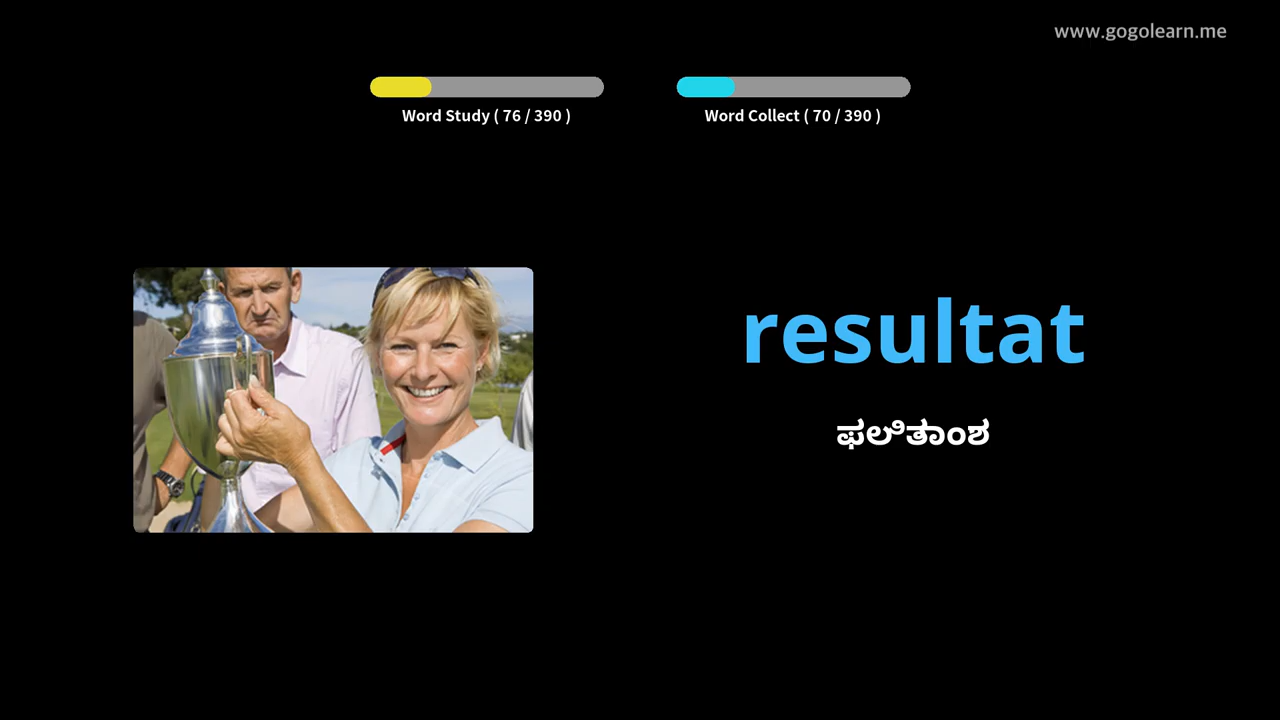 www.gogolearn.me
Word Study ( 76 / 390 )
Word Collect ( 70 / 390 )
resultat
ಫಲಿತಾಂಶ